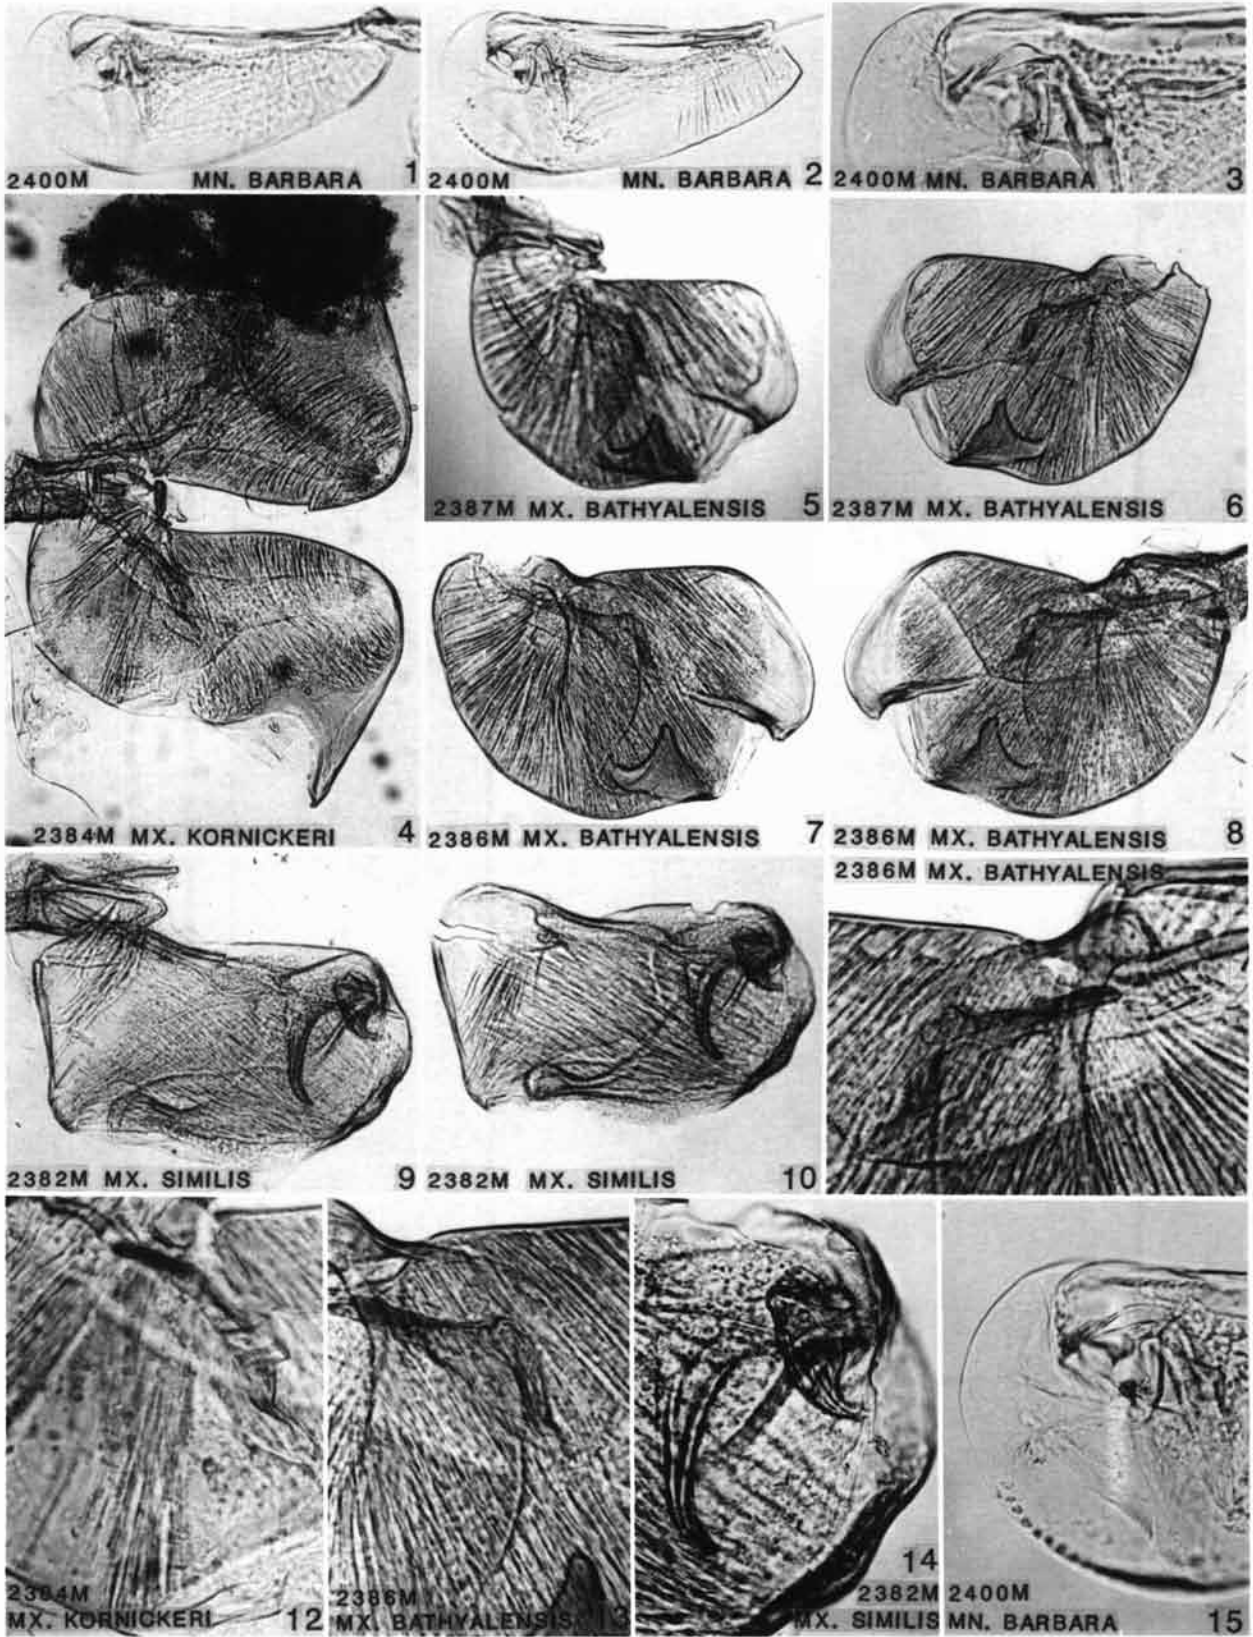 2400M MN. BARBARA 1
2400M MN. BARBARA 2
2400M MN. BARBARA 3
2384M MX. KORNICKERI 4
2387M MX. BATHYALENSIS 5
2387M MX. BATHYALENSIS 6
2386M MX. BATHYALENSIS 7
2386M MX. BATHYALENSIS 8
2382M MX. SIMILIS 9
2382M MX. SIMILIS 10
2386M MX. BATHYALENSIS
2384M
MX. KORNICKERI 12
2386M
MX. BATHYALENSIS 13
14
2382M
MX. SIMILIS
2400M
MN. BARBARA 15